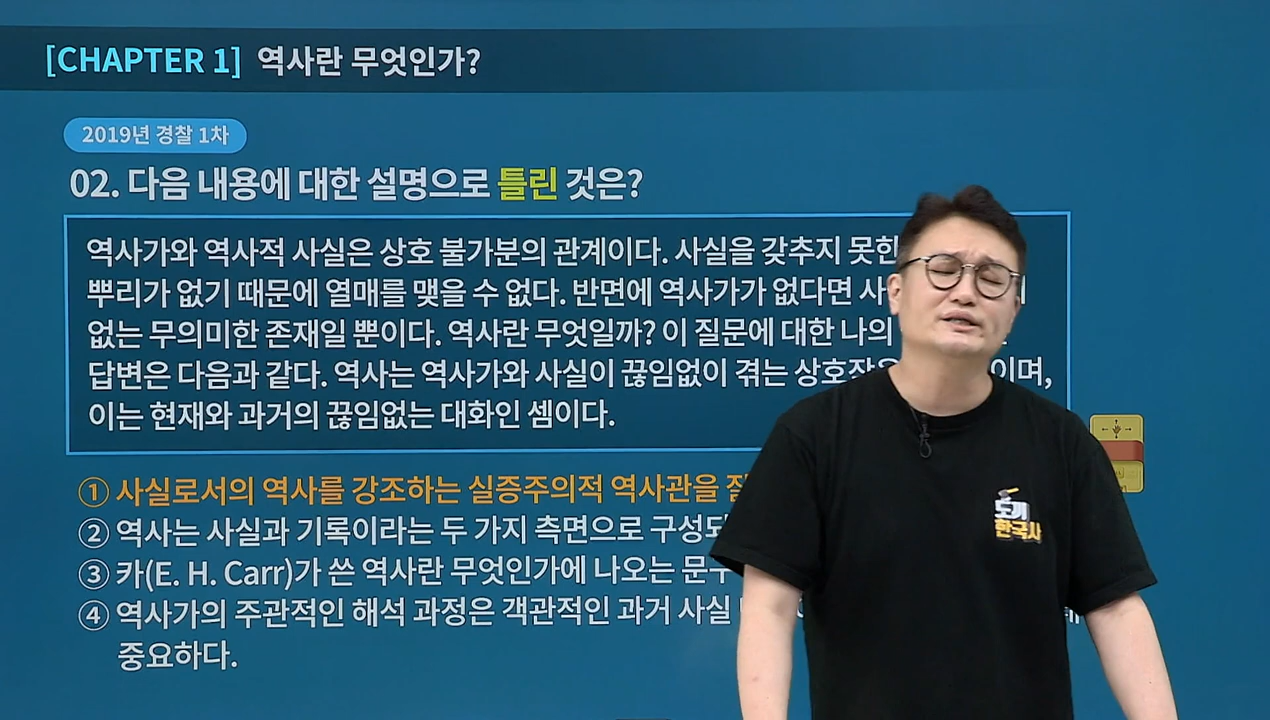 [CHAPTER 1] 역사란 무엇인가?
2019년 경찰 1차
02. 다음 내용에 대한 설명으로 틀린 것은?
역사가와 역사적 사실은 상호 불가분의 관계이다. 사실을 갖추지 못한
뿌리가 없기 때문에 열매를 맺을 수 없다. 반면에 역사가가 없다면
없는 무의미한 존재일 뿐이다. 역사란 무엇일까? 이 질문에 대한 나의
답변은 다음과 같다. 역사는 역사가와 사실이 끊임없이 겪는
이는 현재와 과거의 끊임없는 대화인 셈이다.
① 사실로서의 역사를 강조하는 실증주의적 역사관을
② 역사는 사실과 기록이라는 두 가지 측면으로
③ 카(E. H. Carr)가 쓴 역사란 무엇인가에 나오는
④ 역사가의 주관적인 해석 과정은 객관적인 과거 사실
중요하다.
도끼
한국사